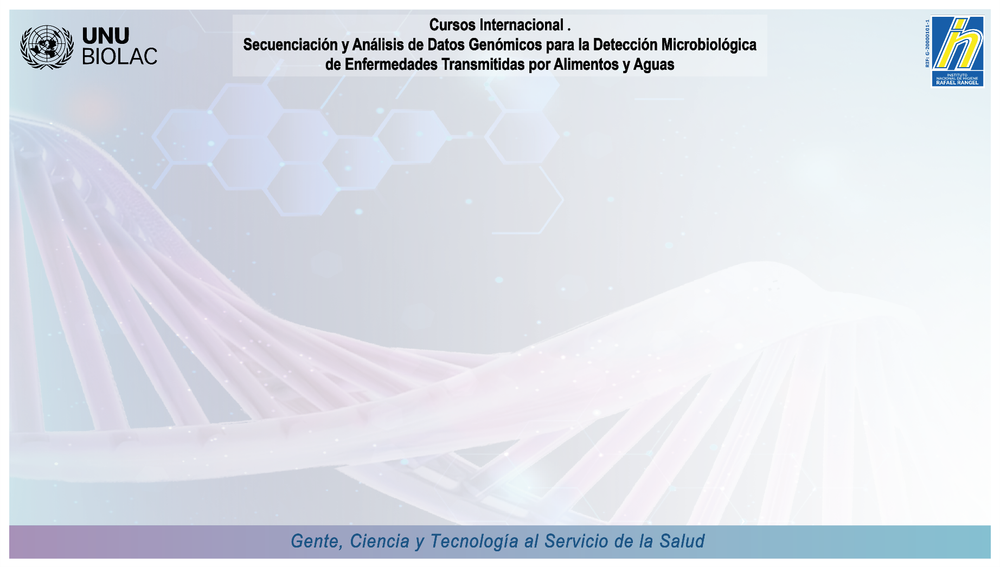 UNU
BIOLAC
Cursos Internacional .
Secuenciación y Análisis de Datos Genómicos para la Detección Microbiológica
de Enfermedades Transmitidas por Alimentos y Aguas
RIF: G-20000101-1
INSTITUTO
NACIONAL DE HIGIENE
RAFAEL RANGEL
Gente, Ciencia y Tecnología al Servicio de la Salud